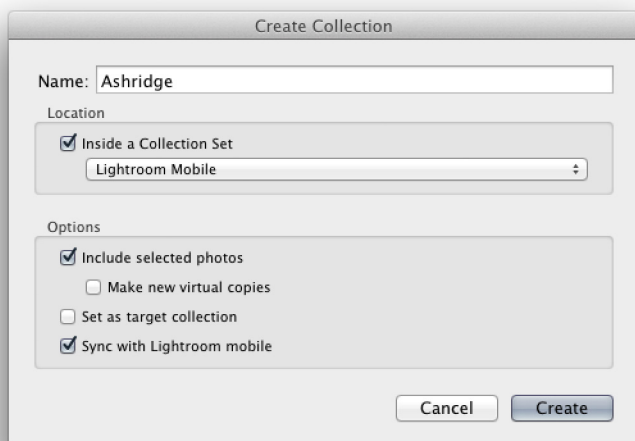 Create Collection
Name: Ashridge
Location
Inside a Collection Set
Lightroom Mobile
Options
Include selected photos
Make new virtual copies
Set as target collection
Sync with Lightroom mobile
Cancel Create